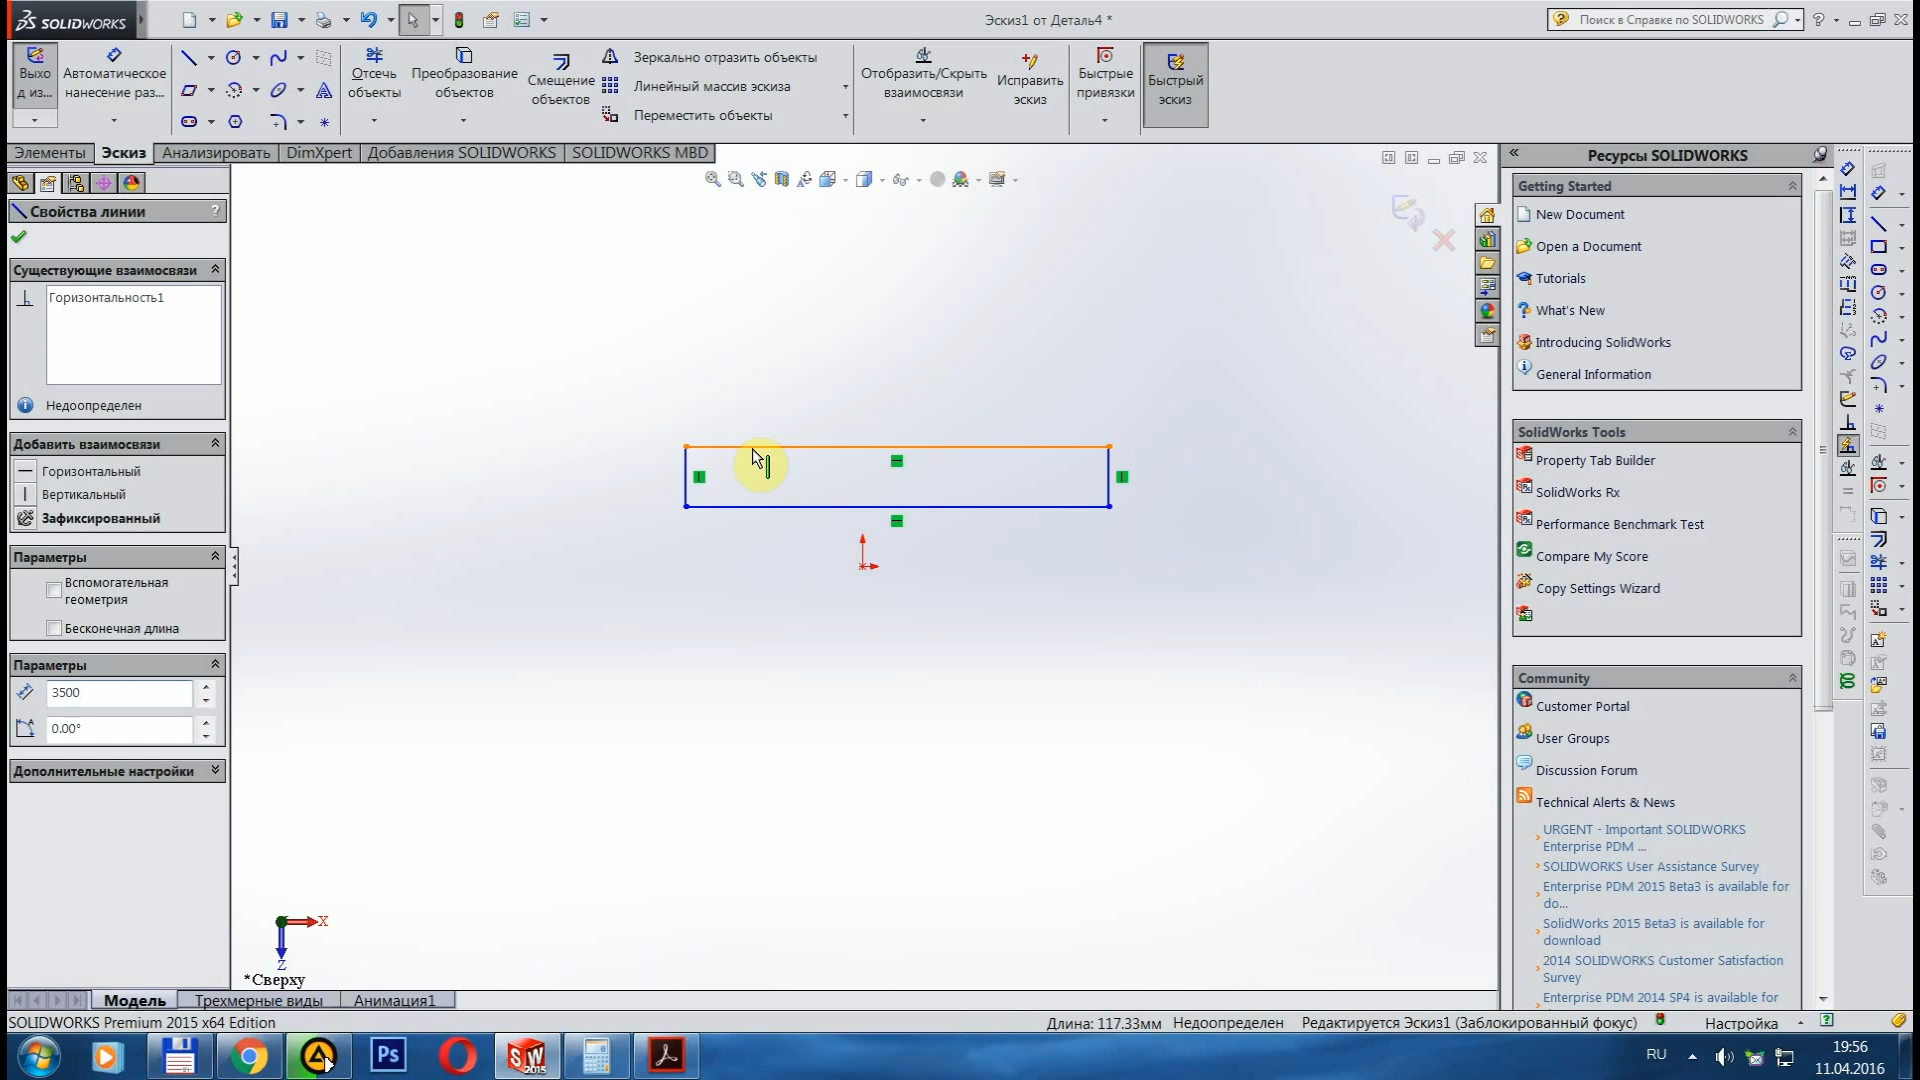 SOLIDWORKS
Эскиз1 от Деталь4 *
Поиск в Справке по SOLIDWORKS
Выхо
д из...
Автоматическое
нанесение раз...
Отсечь
объекты
Преобразование
объектов
Смещение
объектов
Зеркально отразить объекты
Линейный массив эскиза
Переместить объекты
Отобразить/Скрыть
взаимосвязи
Исправить
эскиз
Быстрые
привязки
Быстрый
эскиз
Элементы
Эскиз
Анализировать
DimXpert
Добавления SOLIDWORKS
SOLIDWORKS MBD
Свойства линии
?
Существующие взаимосвязи
Горизонтальность1
Недоопределен
Добавить взаимосвязи
Горизонтальный
Вертикальный
Зафиксированный
Параметры
Вспомогательная
геометрия
Бесконечная длина
Параметры
3500
0.00°
Дополнительные настройки
X
Z
*Сверху
Ресурсы SOLIDWORKS
Getting Started
New Document
Open a Document
Tutorials
What's New
Introducing SolidWorks
General Information
SolidWorks Tools
Property Tab Builder
SolidWorks Rx
Performance Benchmark Test
Compare My Score
Copy Settings Wizard
Community
Customer Portal
User Groups
Discussion Forum
Technical Alerts & News
URGENT - Important SOLIDWORKS
Enterprise PDM ...
SOLIDWORKS User Assistance Survey
Enterprise PDM 2015 Beta3 is available for
do...
SolidWorks 2015 Beta3 is available for
download
2014 SOLIDWORKS Customer Satisfaction
Survey
Enterprise PDM 2014 SP4 is available for
Модель
Трехмерные виды
Анимация1
SOLIDWORKS Premium 2015 x64 Edition
Длина: 117.33мм
Недоопределен
Редактируется Эскиз1 (Заблокированный фокус)
Настройка
Ps
SW
2015
RU
19:56
11.04.2016